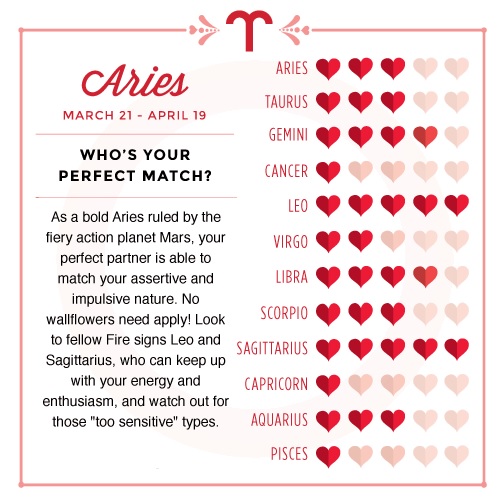 Aries
MARCH 21 - APRIL 19
WHO'S YOUR
PERFECT MATCH?
As a bold Aries ruled by the
fiery action planet Mars, your
perfect partner is able to
match your assertive and
impulsive nature. No
wallflowers need apply! Look
to fellow Fire signs Leo and
Sagittarius, who can keep up
with your energy and
enthusiasm, and watch out for
those "too sensitive" types.
ARIES
TAURUS
GEMINI
CANCER
LEO
VIRGO
LIBRA
SCORPIO
SAGITTARIUS
CAPRICORN
AQUARIUS
PISCES